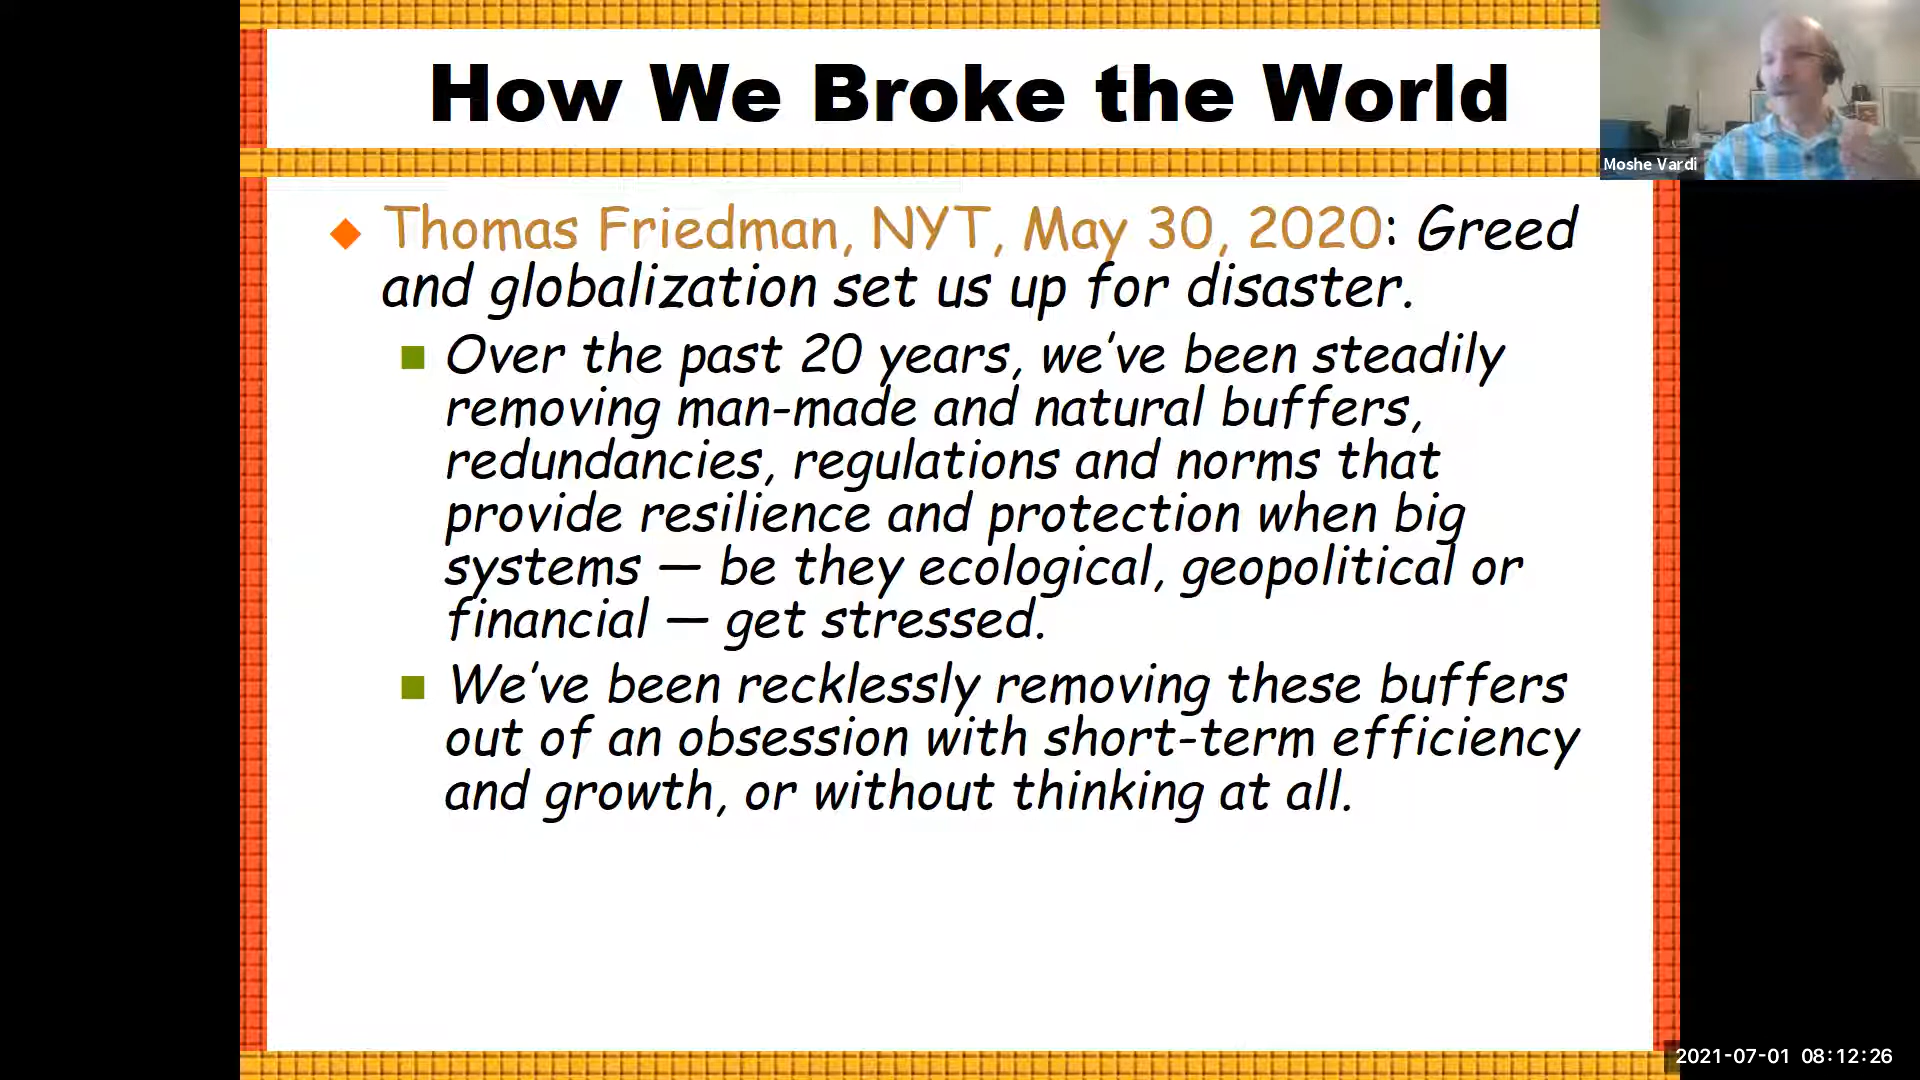 How We Broke the World
Moshe Vardi
Thomas Friedman, NYT, May 30, 2020: Greed
and globalization set us up for disaster.
Over the past 20 years, we’ve been steadily
removing man-made and natural buffers,
redundancies, regulations and norms that
provide resilience and protection when big
systems — be they ecological, geopolitical or
financial — get stressed.
We’ve been recklessly removing these buffers
out of an obsession with short-term efficiency
and growth, or without thinking at all.
2021-07-01 08:12:26